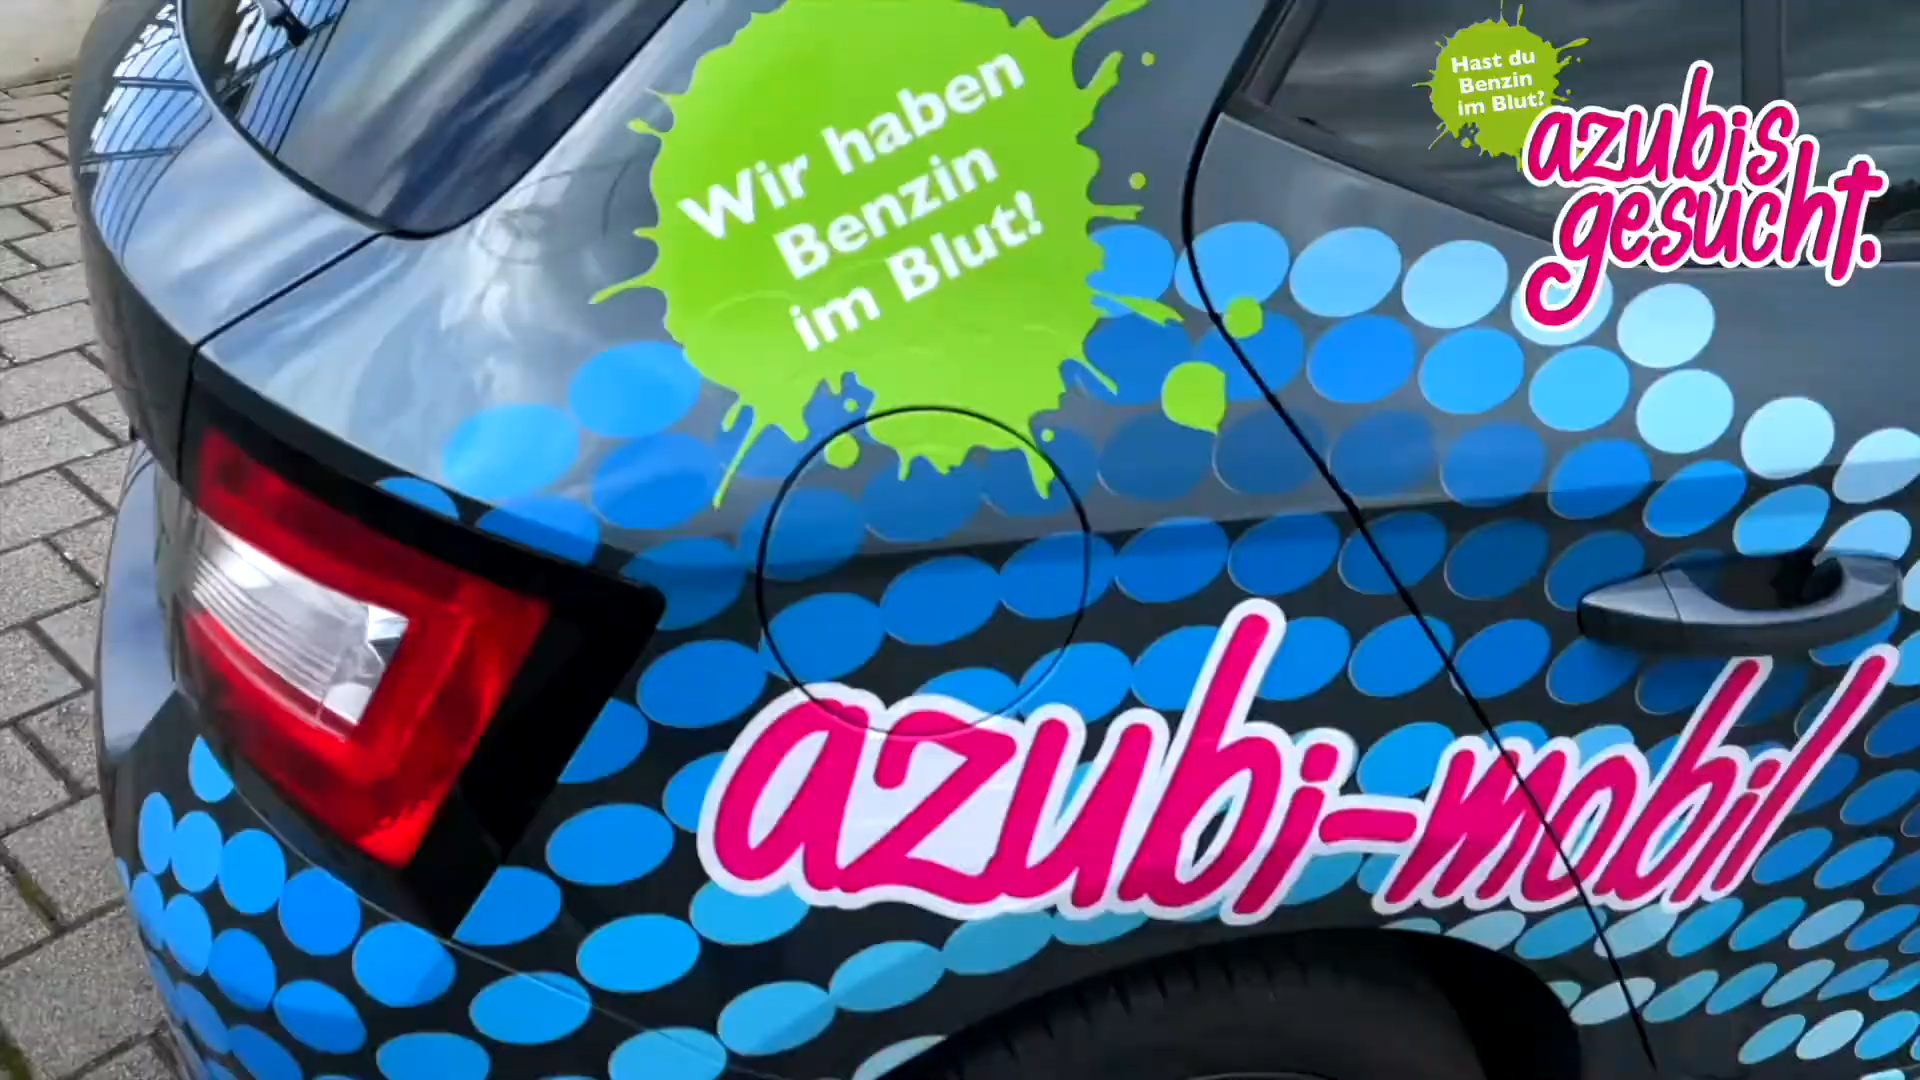 Wir haben
Benzin
im Blut!
Hast du
Benzin
im Blut?
azubis
gesucht.
azubi-mobil